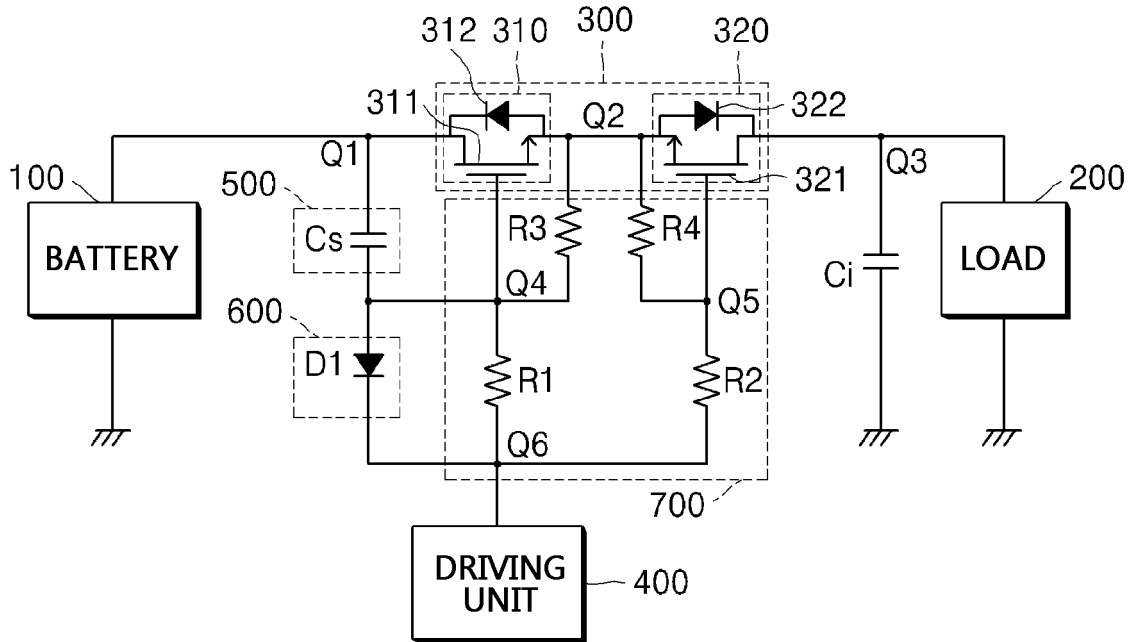 300
312
310
320
311
Q2
322
Q1
321
Q3
100
500
200
BATTERY
Cs
R3
R4
Ci
LOAD
Q4
Q5
600
D1
R1
R2
Q6
700
DRIVING
UNIT
400